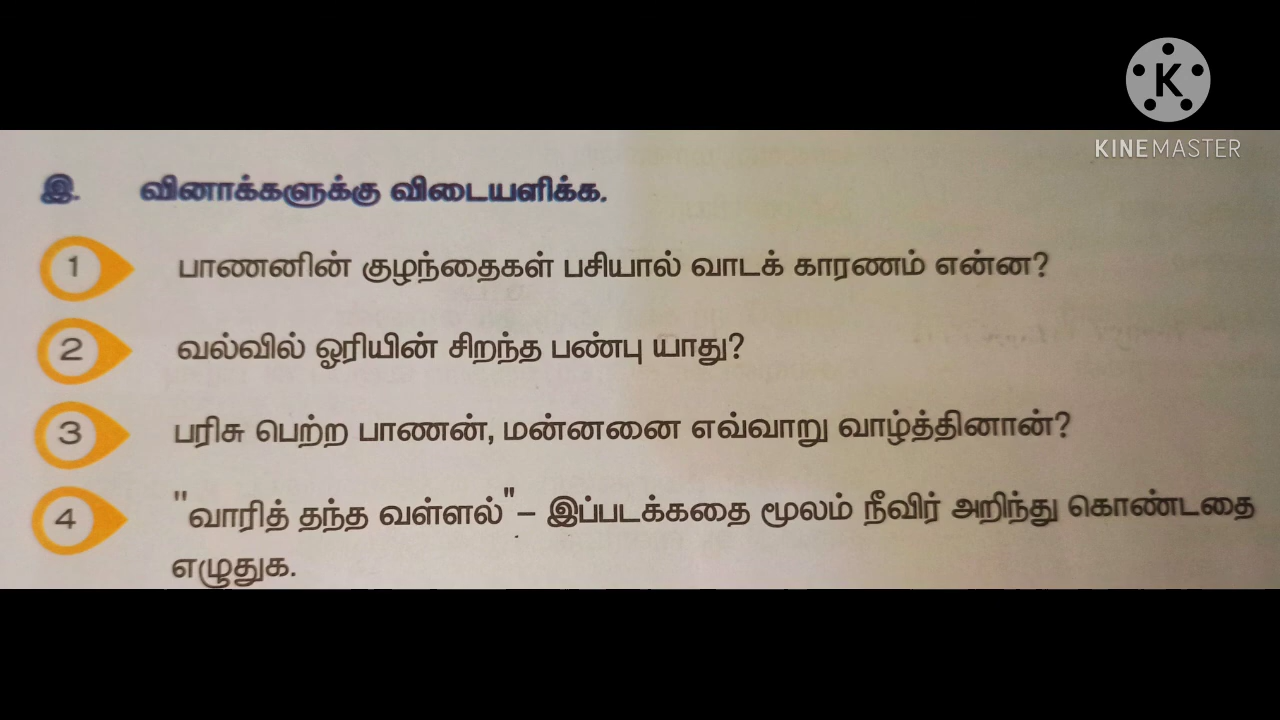 K
KINEMASTER
இ. வினாக்களுக்கு விடையளிக்க.
1 பாணனின் குழந்தைகள் பசியால் வாடக் காரணம் என்ன?
2 வல்வில் ஓரியின் சிறந்த பண்பு யாது?
3 பரிசு பெற்ற பாணன், மன்னனை எவ்வாறு வாழ்த்தினான்?
4 "வாரித் தந்த வள்ளல்"– இப்படக்கதை மூலம் நீவிர் அறிந்து கொண்டதை
எழுதுக.